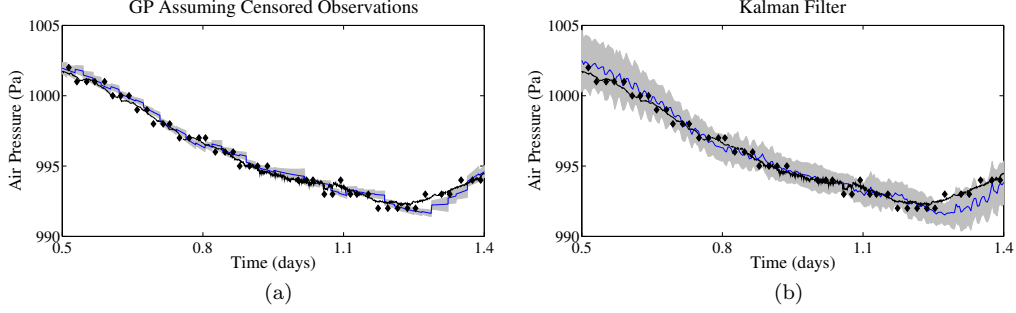 GP Assuming Censored Observations
1005
1000
995
990
Air Pressure (Pa)
0.5
0.8
1.1
1.4
Time (days)
(a)
Kalman Filter
1005
1000
995
990
Air Pressure (Pa)
0.5
0.8
1.1
1.4
Time (days)
(b)